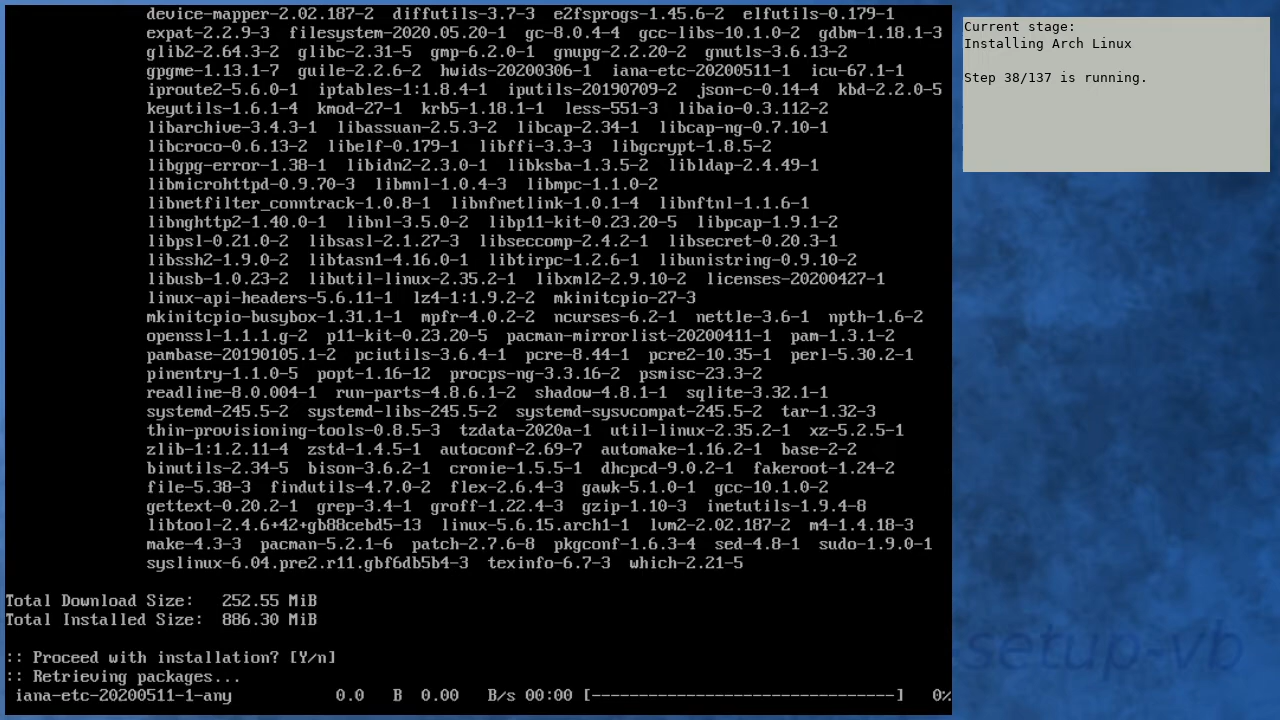 device-mapper-2.02.187-2  diffutils-3.7-3  e2fsprogs-1.45.6-2  elfutils-0.179-1
expat-2.2.9-3  filesystem-2020.05.20-1  gc-8.0.4-4  gcc-libs-10.1.0-2  gdbm-1.18.1-3
glib2-2.64.3-2  glibc-2.31-5  gmp-6.2.0-1  gnupg-2.2.20-2  gnutls-3.6.13-2
gpgme-1.13.1-7  guile-2.2.6-2  hwids-20200306-1  iana-etc-20200511-1  icu-67.1-1
iproute2-5.6.0-1  iptables-1:1.8.4-1  iputils-20190709-2  json-c-0.14-4  kbd-2.2.0-5
keyutils-1.6.1-4  kmod-27-1  krb5-1.18.1-1  less-551-3  libaio-0.3.112-2
libarchive-3.4.3-1  libassuan-2.5.3-2  libcap-2.34-1  libcap-ng-0.7.10-1
libcroco-0.6.13-2  libelf-0.179-1  libffi-3.3-3  libgcrypt-1.8.5-2
libgpg-error-1.38-1  libidn2-2.3.0-1  libksba-1.3.5-2  libldap-2.4.49-1
libmicrohttpd-0.9.70-3  libmnl-1.0.4-3  libmpc-1.1.0-2
libnetfilter_conntrack-1.0.8-1  libnfnetlink-1.0.1-4  libnftnl-1.1.6-1
libnghttp2-1.40.0-1  libnl-3.5.0-2  libp11-kit-0.23.20-5  libpcap-1.9.1-2
libpsl-0.21.0-2  libsasl-2.1.27-3  libseccomp-2.4.2-1  libsecret-0.20.3-1
libssh2-1.9.0-2  libtasn1-4.16.0-1  libtirpc-1.2.6-1  libunistring-0.9.10-2
libusb-1.0.23-2  libutil-linux-2.35.2-1  libxml2-2.9.10-2  licenses-20200427-1
linux-api-headers-5.6.11-1  lz4-1:1.9.2-2  mkinitcpio-27-3
mkinitcpio-busybox-1.31.1-1  mpfr-4.0.2-2  ncurses-6.2-1  nettle-3.6-1  npth-1.6-2
openssl-1.1.1.g-2  p11-kit-0.23.20-5  pacman-mirrorlist-20200411-1  pam-1.3.1-2
pambase-20190105.1-2  pciutils-3.6.4-1  pcre-8.44-1  pcre2-10.35-1  perl-5.30.2-1
pinentry-1.1.0-5  popt-1.16-12  procps-ng-3.3.16-2  psmisc-23.3-2
readline-8.0.004-1  run-parts-4.8.6.1-2  shadow-4.8.1-1  sqlite-3.32.1-1
systemd-245.5-2  systemd-libs-245.5-2  systemd-sysvcompat-245.5-2  tar-1.32-3
thin-provisioning-tools-0.8.5-3  tzdata-2020a-1  util-linux-2.35.2-1  xz-5.2.5-1
zlib-1:1.2.11-4  zstd-1.4.5-1  autoconf-2.69-7  automake-1.16.2-1  base-2-2
binutils-2.34-5  bison-3.6.2-1  cronie-1.5.5-1  dhcpcd-9.0.2-1  fakeroot-1.24-2
file-5.38-3  findutils-4.7.0-2  flex-2.6.4-3  gawk-5.1.0-1  gcc-10.1.0-2
gettext-0.20.2-1  grep-3.4-1  groff-1.22.4-3  gzip-1.10-3  inetutils-1.9.4-8
libtool-2.4.6+42+gb88cebd5-13  linux-5.6.15.arch1-1  lvm2-2.02.187-2  m4-1.4.18-3
make-4.3-3  pacman-5.2.1-6  patch-2.7.6-8  pkgconf-1.6.3-4  sed-4.8-1  sudo-1.9.0-1
syslinux-6.04.pre2.r11.gbf6db5b4-3  texinfo-6.7-3  which-2.21-5
Total Download Size:   252.55 MiB
Total Installed Size:  886.30 MiB
:: Proceed with installation? [Y/n]
:: Retrieving packages...
iana-etc-20200511-1-any           0.0   B  0.00   B/s 00:00 [--------------------------------]   0%
Current stage:
Installing Arch Linux
Step 38/137 is running.
setup-vb